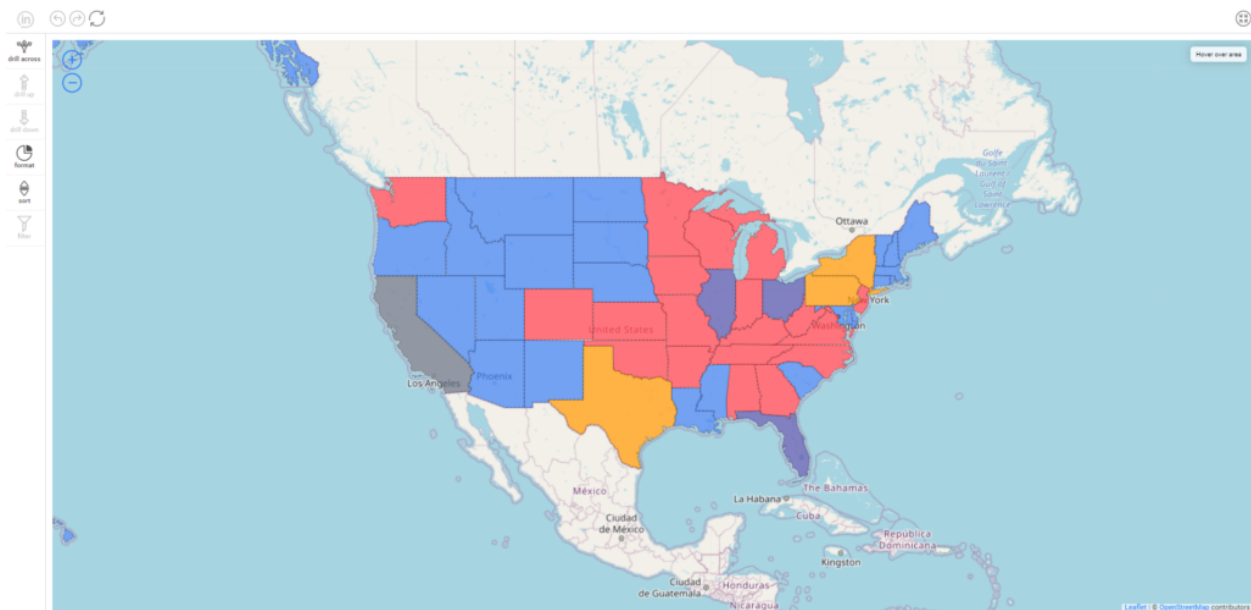 in
drill across
Hover over area
drill up
drill down
format
sort
filter
Golfe
du Saint-
Laurent /
Gulf of
Saint
Lawrence
Ottawa
New York
United States
Washington
Los Angeles
Phoenix
México
Ciudad
de México
La Habana
The Bahamas
Cuba
República
Dominicana
Kingston
Ciudad
de Guatemala
Honduras
Nicaragua
Leaflet | © OpenStreetMap contributors